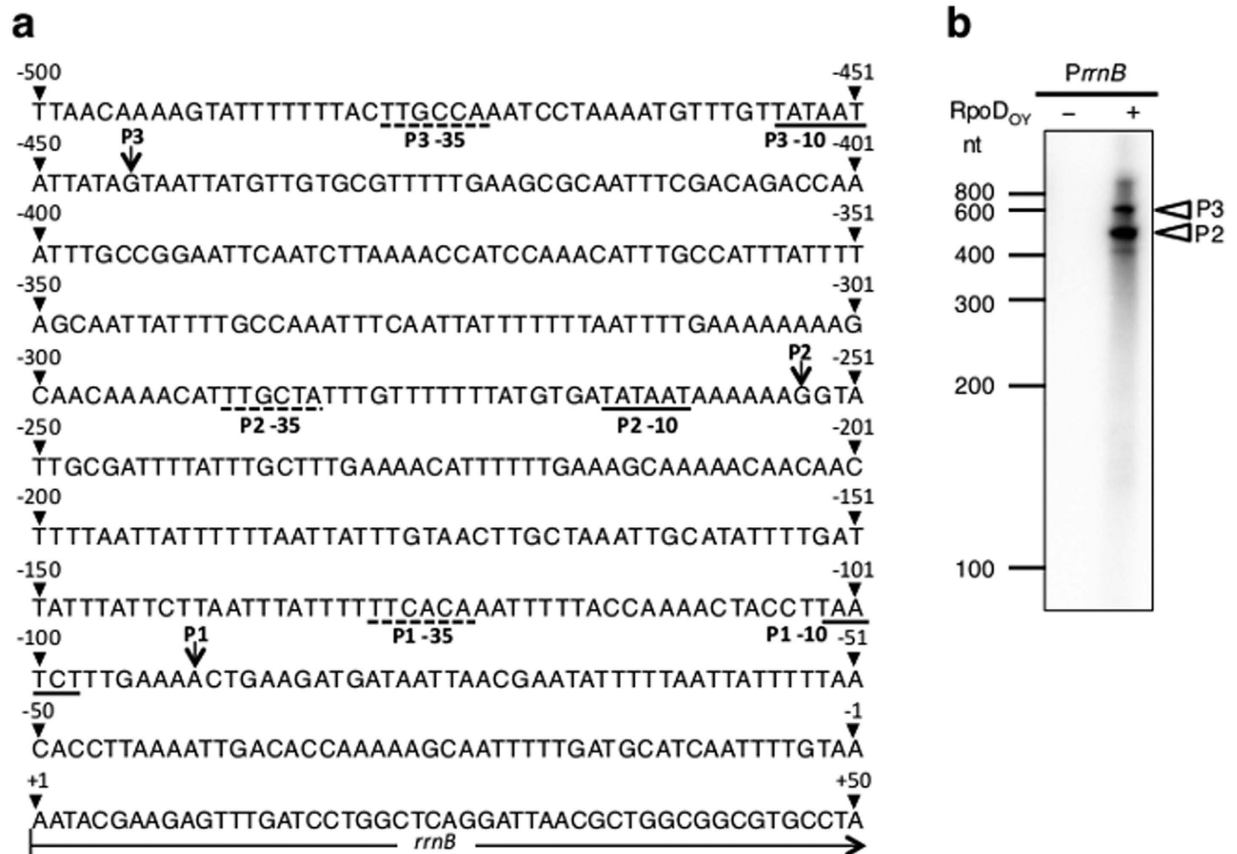 a
-500 -451
TTAACAAAAGTATTTTTTTACTTGCCAAATCCTAAAATGTTTGTTATAAT
P3 P3 -35 P3 -10
-450 -401
ATTATAGTAATTATGTTGTGCGTTTTTGAAGCGCAATTTCGACAGACCAA
-400 -351
ATTTGCCGGAATTCAATCTTAAAACCATCCAAACATTTGCCATTTATTTT
-350 -301
AGCAATTATTTTGCCAAATTTCAATTATTTTTTTAATTTTGAAAAAAAAG
P2
-300 -251
CAACAAAACATTTGCTATTTGTTTTTTTATGTGATATAATAAAAAAGGTA
P2 -35 P2 -10
-250 -201
TTGCGATTTTATTTGCTTTGAAAACATTTTTTGAAAGCAAAAACAACAAC
-200 -151
TTTTAATTATTTTTTAATTATTTGTAACTTGCTAAATTGCATATTTTGAT
-150 -101
TATTTATTCTTAATTTATTTTTTCACAAATTTTTACCAAAACTACCTTAA
P1 P1 -35 P1 -10
-100 -51
TCTTTGAAAACTGAAGATGATAATTAACGAATATTTTTAATTATTTTTAA
-50 -1
CACCTTAAAATTGACACCAAAAAGCAATTTTTGATGCATCAATTTTGTAA
+1 +50
AATACGAAGAGTTTGATCCTGGCTCAGGATTAACGCTGGCGGCGTGCCTA
rrnB
b
PrrnB
RpoDOY – +
nt
800
600
400
300
200
100
P3
P2